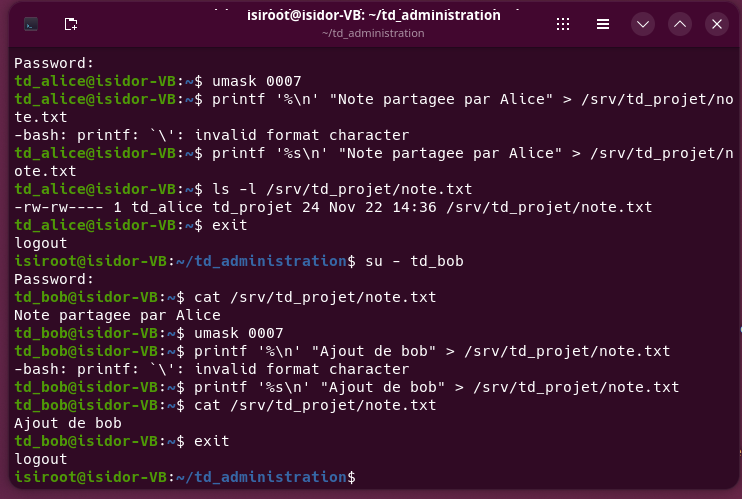 isiroot@isidor-VB: ~/td_administration
~/td_administration
Password:
td_alice@isidor-VB:~$ umask 0007
td_alice@isidor-VB:~$ printf '%\n' "Note partagee par Alice" > /srv/td_projet/no
te.txt
-bash: printf: `\': invalid format character
td_alice@isidor-VB:~$ printf '%s\n' "Note partagee par Alice" > /srv/td_projet/n
ote.txt
td_alice@isidor-VB:~$ ls -l /srv/td_projet/note.txt
-rw-rw---- 1 td_alice td_projet 24 Nov 22 14:36 /srv/td_projet/note.txt
td_alice@isidor-VB:~$ exit
logout
isiroot@isidor-VB:~/td_administration$ su - td_bob
Password:
td_bob@isidor-VB:~$ cat /srv/td_projet/note.txt
Note partagee par Alice
td_bob@isidor-VB:~$ umask 0007
td_bob@isidor-VB:~$ printf '%\n' "Ajout de bob" > /srv/td_projet/note.txt
-bash: printf: `\': invalid format character
td_bob@isidor-VB:~$ printf '%s\n' "Ajout de bob" > /srv/td_projet/note.txt
td_bob@isidor-VB:~$ cat /srv/td_projet/note.txt
Ajout de bob
td_bob@isidor-VB:~$ exit
logout
isiroot@isidor-VB:~/td_administration$